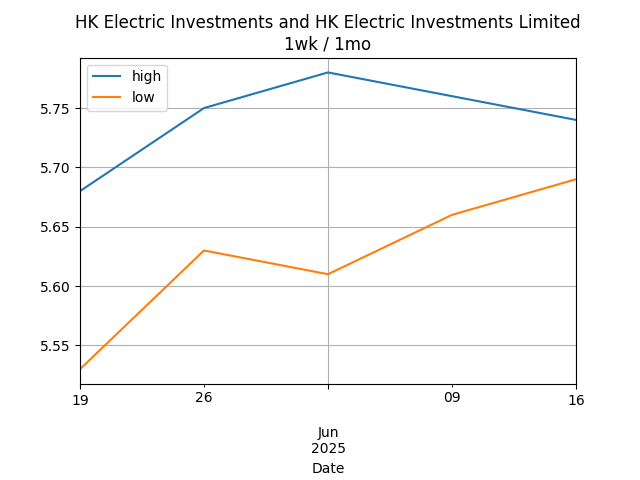 HK Electric Investments and HK Electric Investments Limited
1wk / 1mo
high
low
5.75
5.70
5.65
5.60
5.55
19
26
09
16
Jun
2025
Date